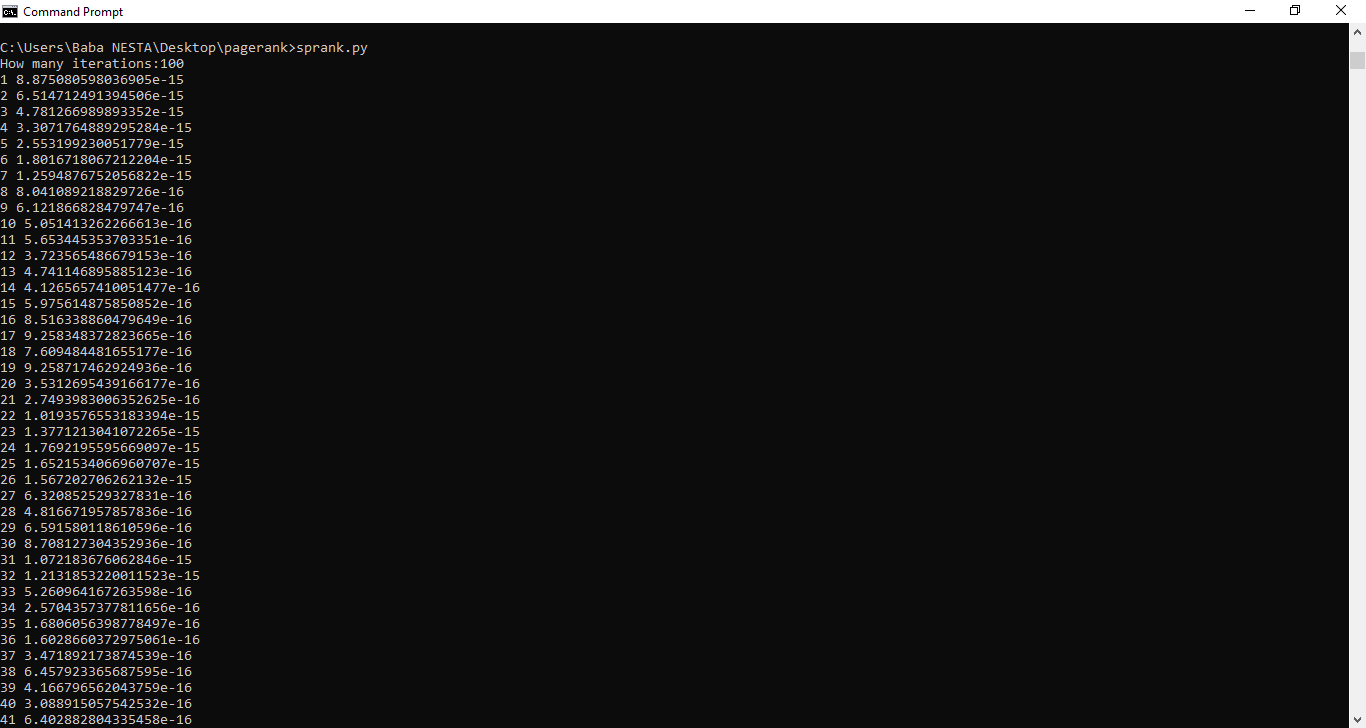 Command Prompt
C:\Users\Baba NESTA\Desktop\pagerank>sprank.py
How many iterations:100
1 8.875080598036905e-15
2 6.514712491394506e-15
3 4.781266989893352e-15
4 3.3071764889295284e-15
5 2.553199230051779e-15
6 1.8016718067212204e-15
7 1.2594876752056822e-15
8 8.041089218829726e-16
9 6.121866828479747e-16
10 5.051413262266613e-16
11 5.653445353703351e-16
12 3.723565486679153e-16
13 4.741146895885123e-16
14 4.1265657410051477e-16
15 5.975614875850852e-16
16 8.516338860479649e-16
17 9.258348372823665e-16
18 7.609484481655177e-16
19 9.258717462924936e-16
20 3.5312695439166177e-16
21 2.7493983006352625e-16
22 1.0193576553183394e-15
23 1.3771213041072265e-15
24 1.7692195595669097e-15
25 1.6521534066960707e-15
26 1.567202706262132e-15
27 6.320852529327831e-16
28 4.816671957857836e-16
29 6.591580118610596e-16
30 8.708127304352936e-16
31 1.072183676062846e-15
32 1.2131853220011523e-15
33 5.260964167263598e-16
34 2.5704357377811656e-16
35 1.6806056398778497e-16
36 1.6028660372975061e-16
37 3.471892173874539e-16
38 6.457923365687595e-16
39 4.166796562043759e-16
40 3.088915057542532e-16
41 6.402882804335458e-16